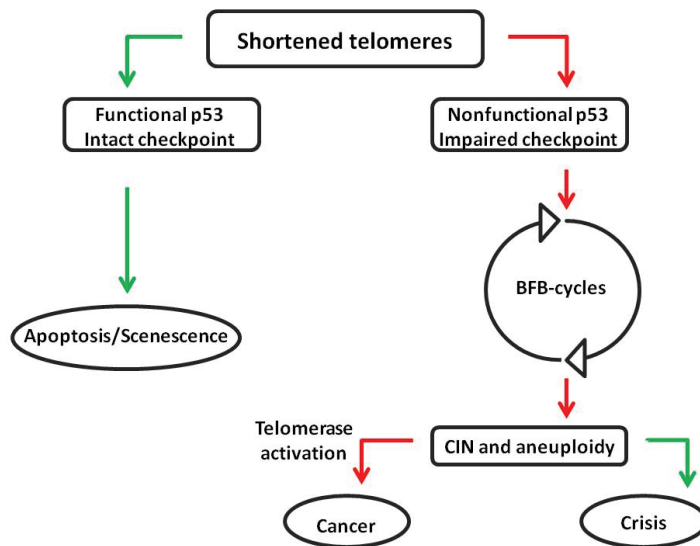 Shortened telomeres
Functional p53
Intact checkpoint
Nonfunctional p53
Impaired checkpoint
BFB-cycles
Apoptosis/Scenescence
Telomerase
activation
CIN and aneuploidy
Cancer
Crisis